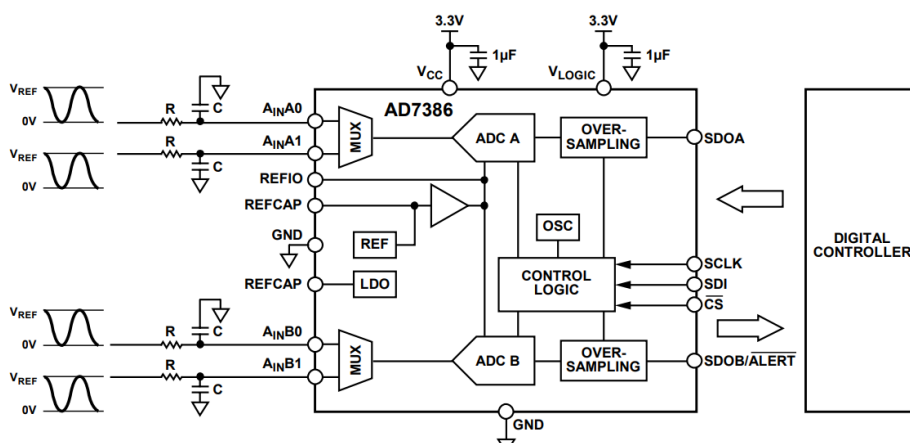 3.3V
3.3V
1µF
1µF
VCC
VLOGIC
AD7386
VREF
0V
R
C
AINA0
MUX
ADC A
OVER-
SAMPLING
SDOA
VREF
0V
R
C
AINA1
REFIO
REFCAP
REF
OSC
GND
REFCAP
LDO
CONTROL
LOGIC
SCLK
SDI
CS
DIGITAL
CONTROLLER
VREF
0V
R
C
AINB0
MUX
ADC B
OVER-
SAMPLING
SDOB/ALERT
VREF
0V
R
C
AINB1
GND